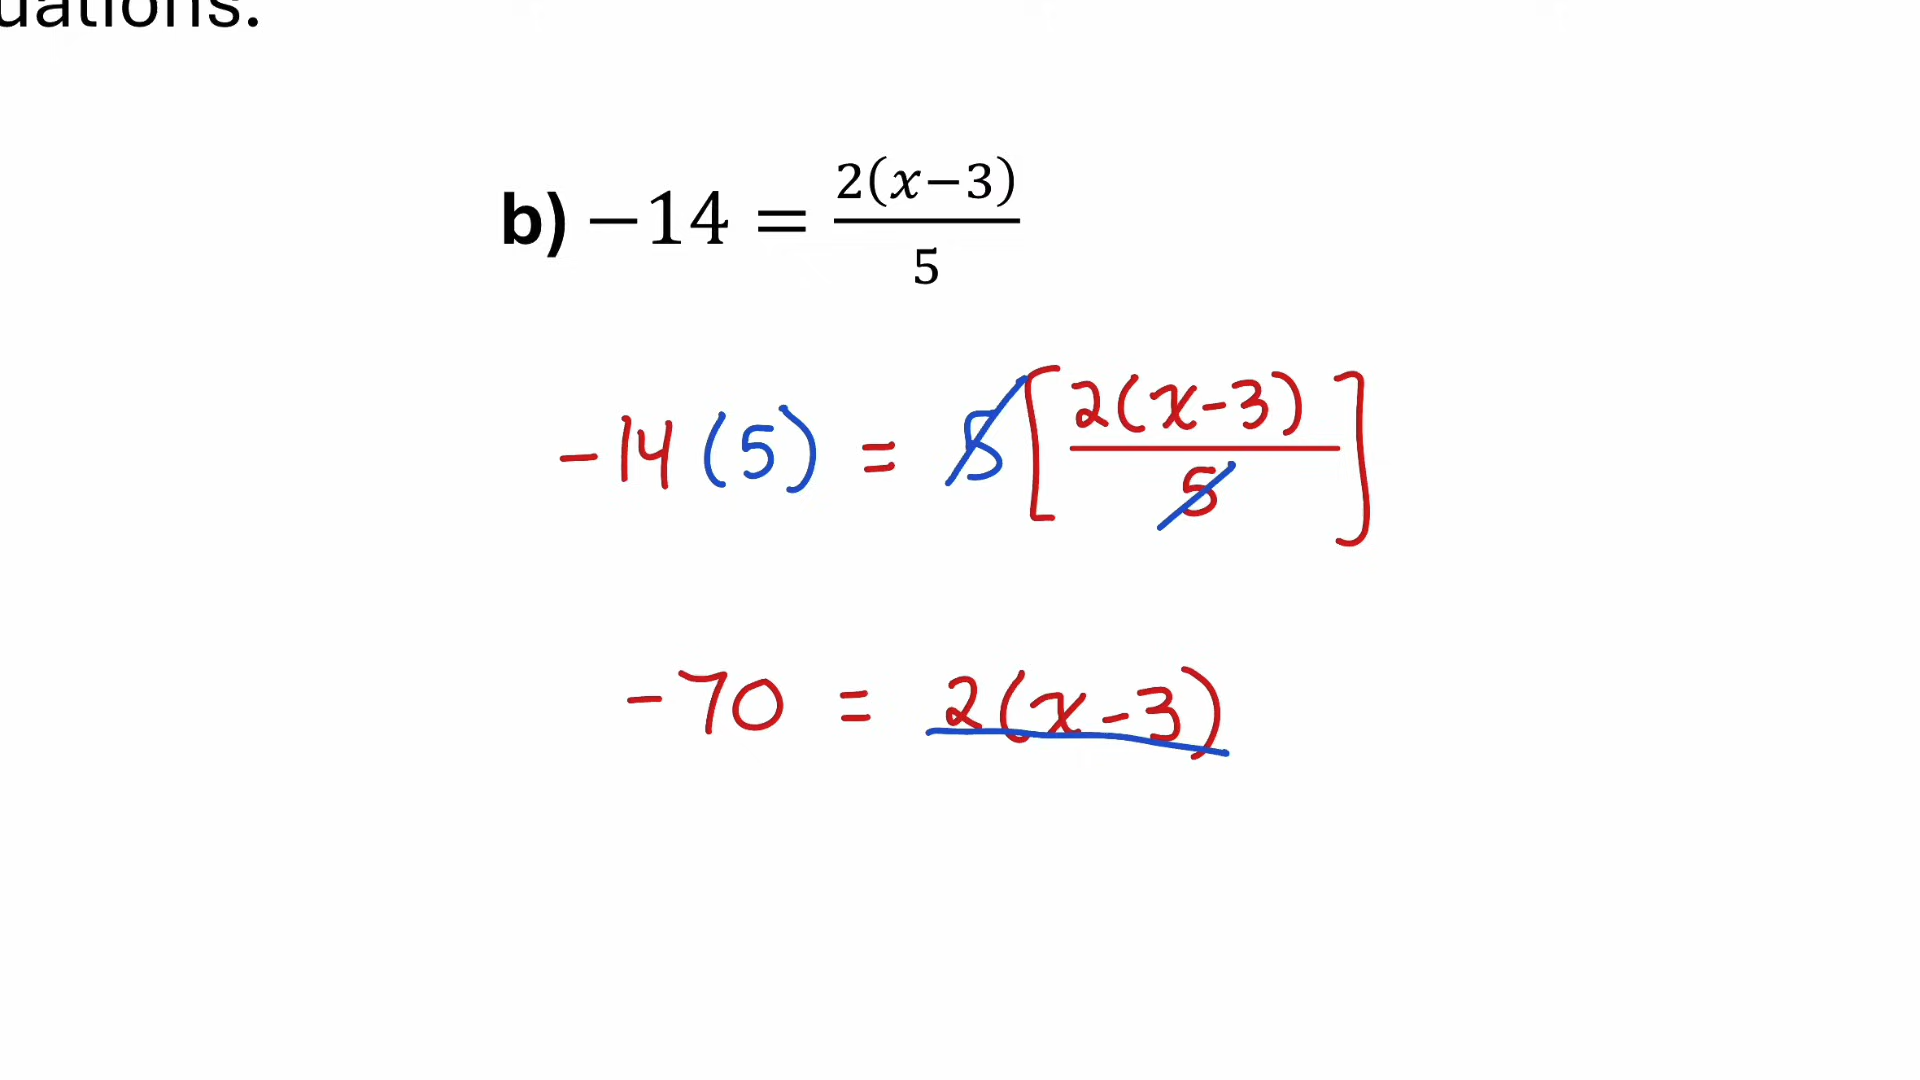 uations.
b) −14 = 2(x−3)/5
-14(5) = 5[2(x-3)/5]
-70 = 2(x-3)